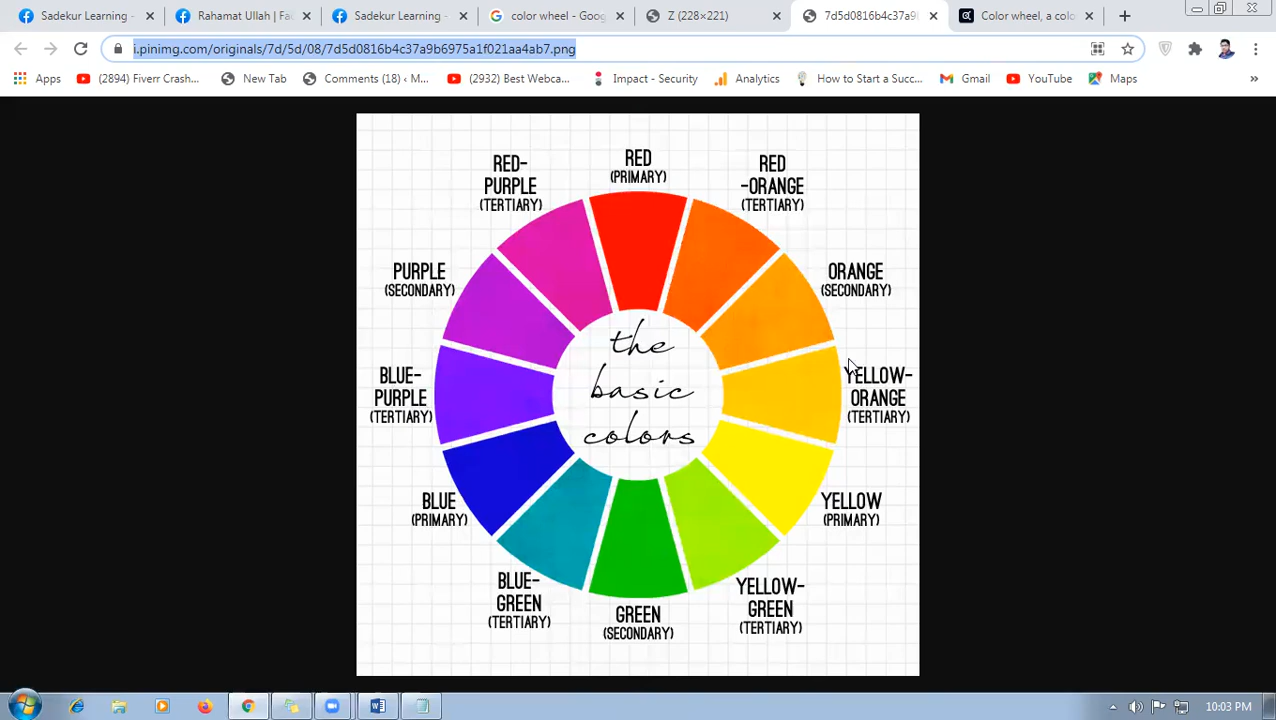 Sadekur Learning -
Rahamat Ullah | Fa
Sadekur Learning -
color wheel - Goog
Z (228×221)
7d5d0816b4c37a9b
Color wheel, a colo
i.pinimg.com/originals/7d/5d/08/7d5d0816b4c37a9b6975a1f021aa4ab7.png
Apps
(2894) Fiverr Crash...
New Tab
Comments (18) ‹ M...
(2932) Best Webca...
Impact - Security
Analytics
How to Start a Succ...
Gmail
YouTube
Maps
»
RED
(PRIMARY)
RED
-ORANGE
(TERTIARY)
ORANGE
(SECONDARY)
YELLOW-
ORANGE
(TERTIARY)
YELLOW
(PRIMARY)
YELLOW-
GREEN
(TERTIARY)
GREEN
(SECONDARY)
BLUE-
GREEN
(TERTIARY)
BLUE
(PRIMARY)
BLUE-
PURPLE
(TERTIARY)
PURPLE
(SECONDARY)
RED-
PURPLE
(TERTIARY)
the
basic
colors
10:03 PM